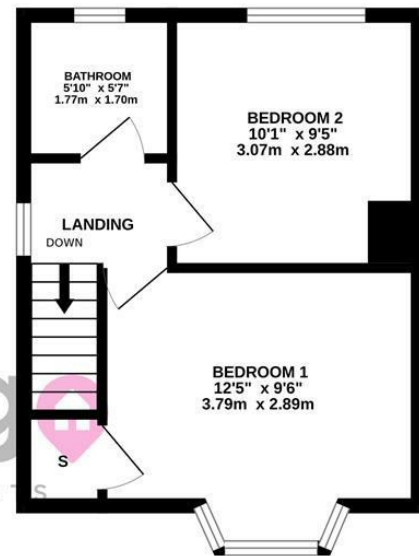 BATHROOM
5'10" x 5'7"
1.77m x 1.70m
BEDROOM 2
10'1" x 9'5"
3.07m x 2.88m
LANDING
DOWN
BEDROOM 1
12'5" x 9'6"
3.79m x 2.89m
g
S
T S